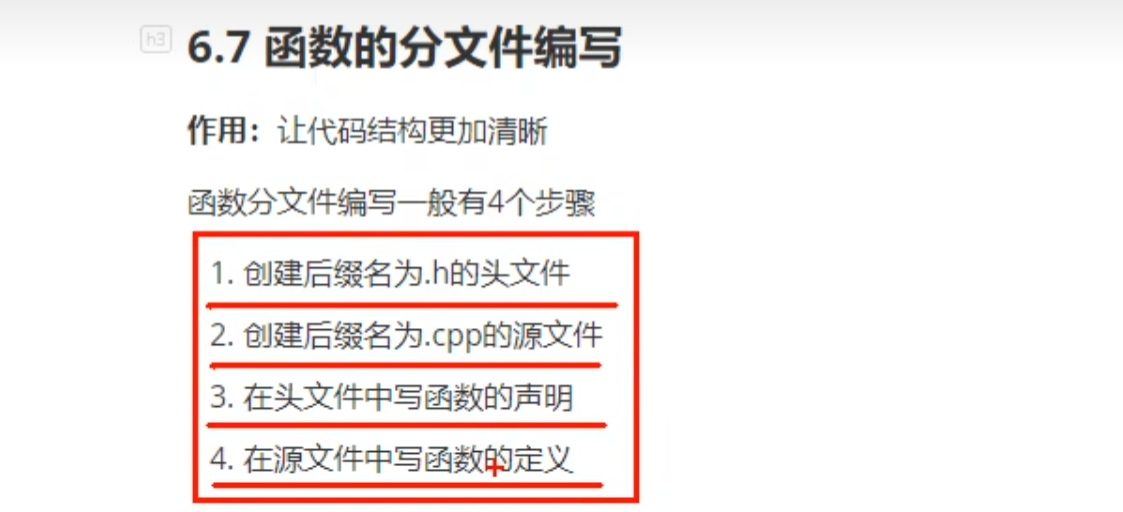 h3
6.7 函数的分文件编写
作用：让代码结构更加清晰
函数分文件编写一般有4个步骤
1. 创建后缀名为.h的头文件
2. 创建后缀名为.cpp的源文件
3. 在头文件中写函数的声明
4. 在源文件中写函数的定义